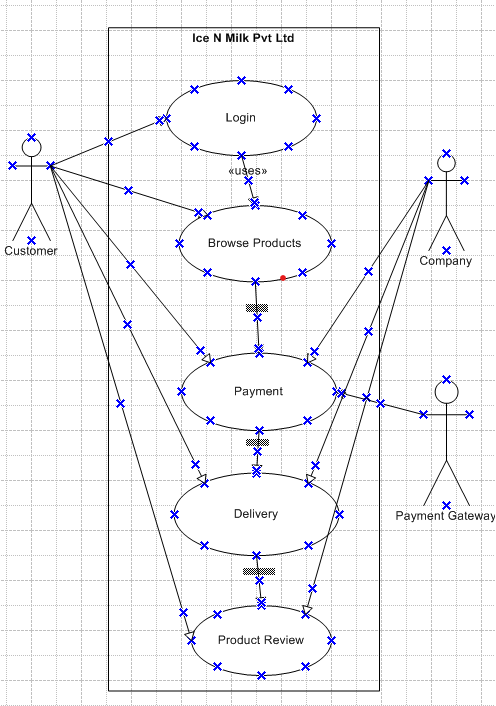 Ice N Milk Pvt Ltd
Login
«uses»
Customer
Browse Products
Company
Payment
Delivery
Payment Gateway
Product Review